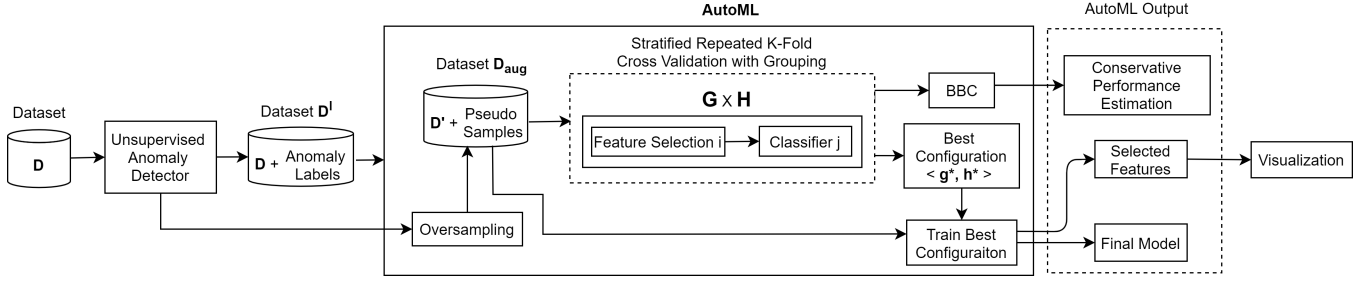 AutoML
AutoML Output
Stratified Repeated K-Fold
Cross Validation with Grouping
Dataset D_aug
Dataset
D
Unsupervised
Anomaly
Detector
Dataset D^l
D + Anomaly
Labels
D' + Pseudo
Samples
G x H
Feature Selection i
Classifier j
BBC
Conservative
Performance
Estimation
Best
Configuration
< g*, h* >
Selected
Features
Visualization
Oversampling
Train Best
Configuraiton
Final Model